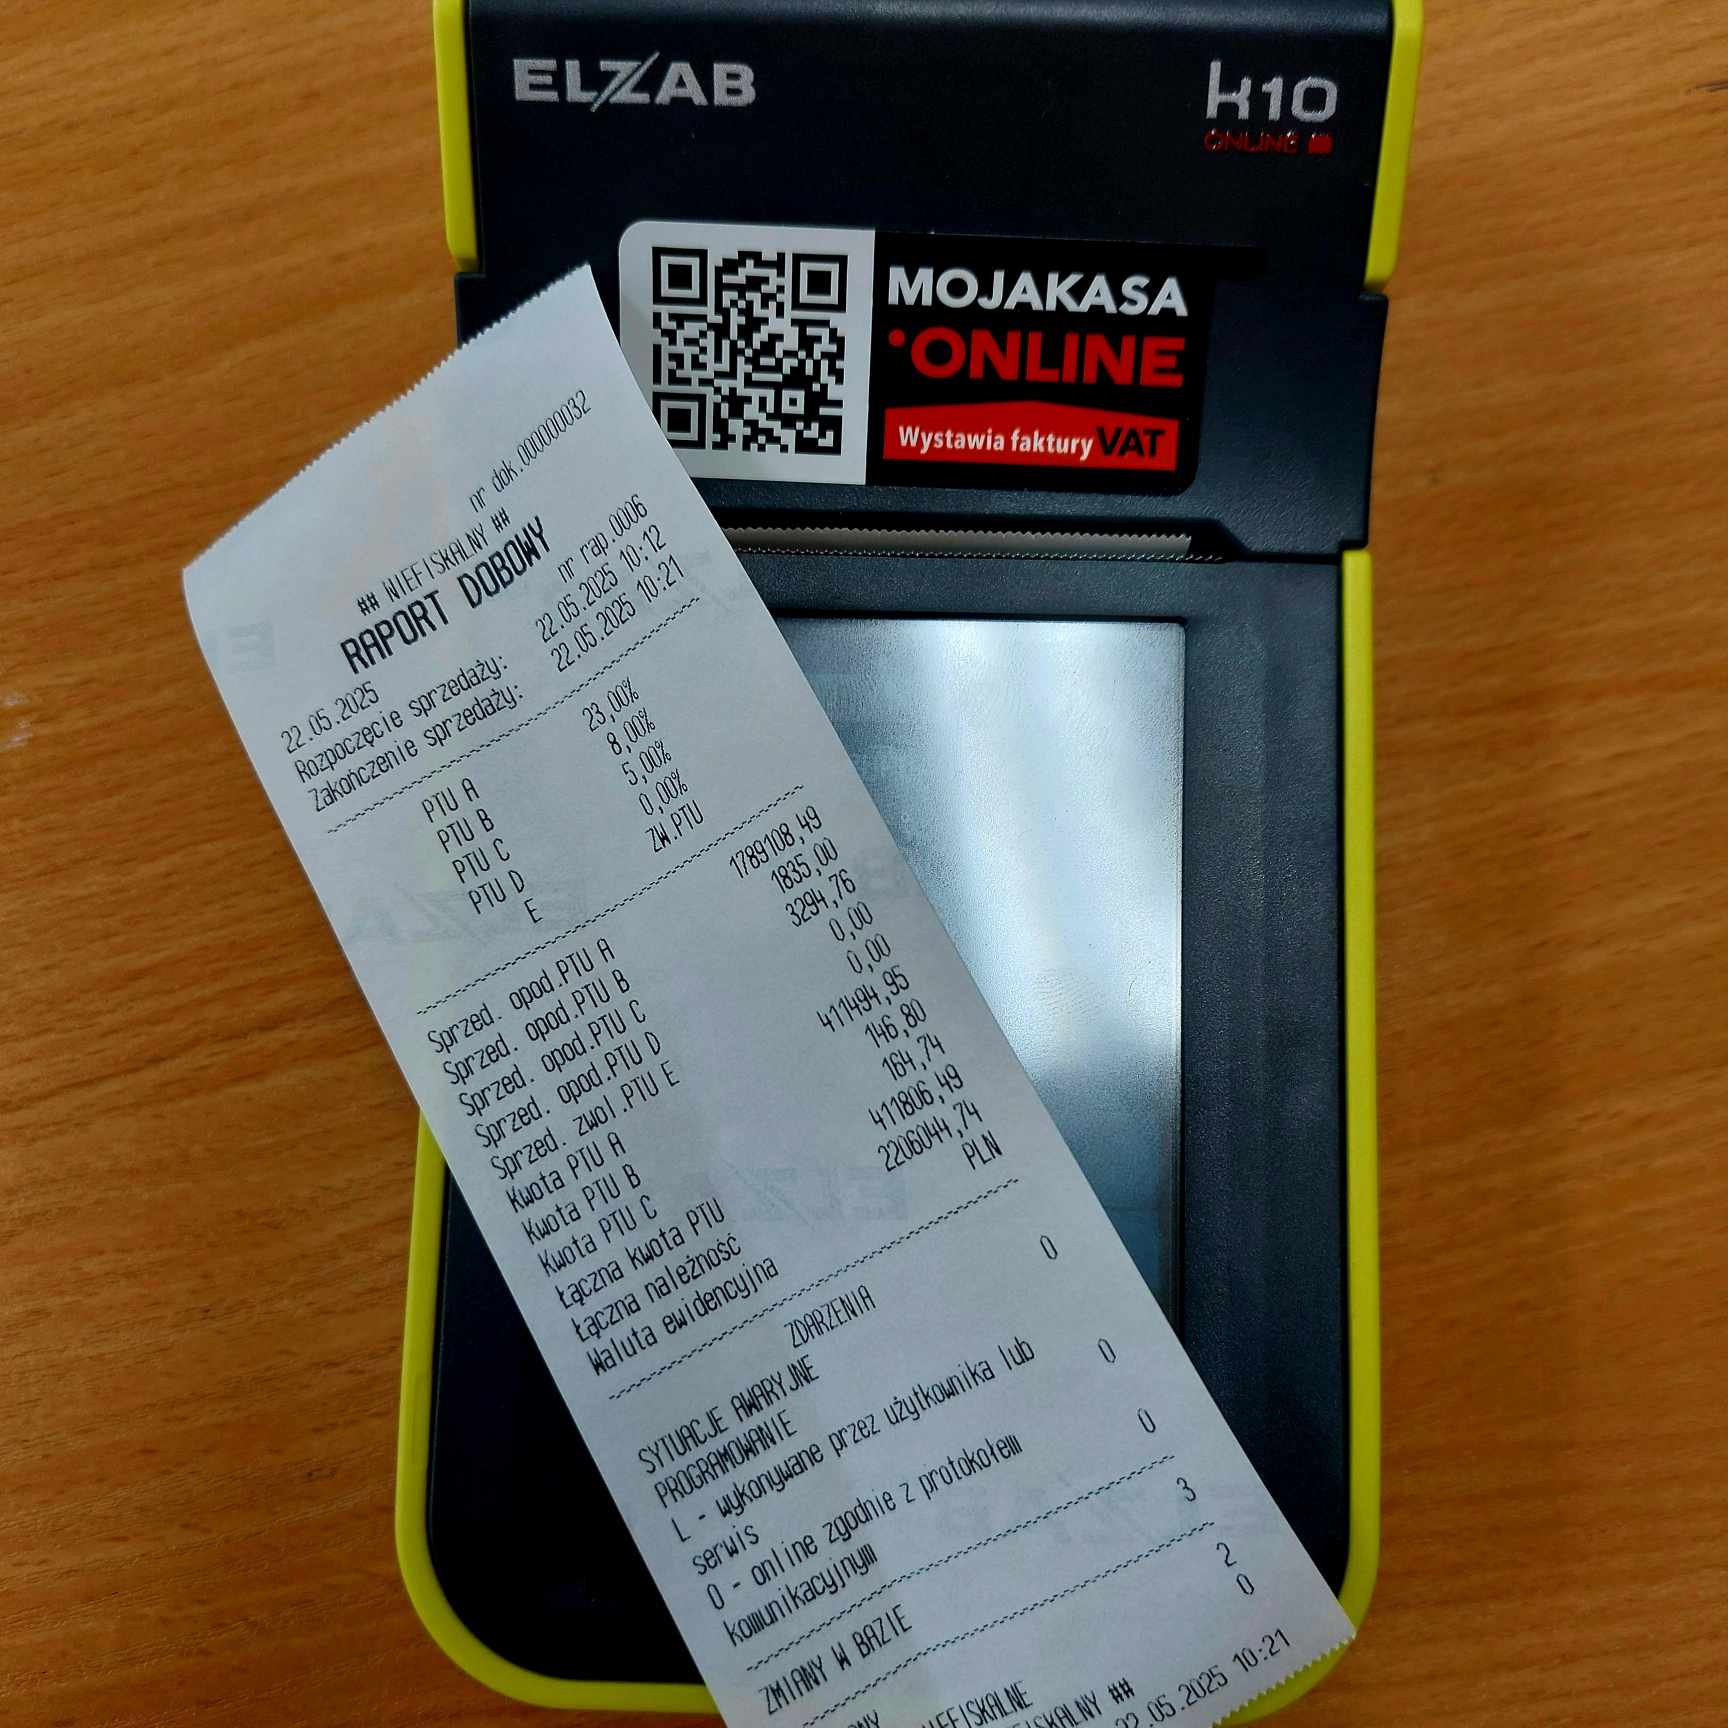 ELZAB
k10
ONLINE
MOJAKASA
ONLINE
Wystawia faktury VAT
nr dok.00000032
## NIEFISKALNY ##
RAPORT DOBOWY
nr rap.0006
22.05.2025
Rozpoczęcie sprzedaży: 22.05.2025 10:12
Zakończenie sprzedaży: 22.05.2025 10:21
PTU A 23,00%
PTU B 8,00%
PTU C 5,00%
PTU D 0,00%
E ZW.PTU
Sprzed. opod.PTU A 1789108,49
Sprzed. opod.PTU B 1835,00
Sprzed. opod.PTU C 3294,76
Sprzed. opod.PTU D 0,00
Sprzed. zwol.PTU E 0,00
Kwota PTU A 411494,95
Kwota PTU B 146,80
Kwota PTU C 164,74
Łączna kwota PTU 411806,49
Łączna należność 2206044,74
Waluta ewidencyjna PLN
ZDARZENIA
SYTUACJE AWARYJNE 0
PROGRAMOWANIE
L - wykonywane przez użytkownika lub
serwis 0
O - online zgodnie z protokołem
komunikacyjnym 0
ZMIANY W BAZIE 3
2
NIEFISKALNE 0
NIEFISKALNY ##
22.05.2025 10:21